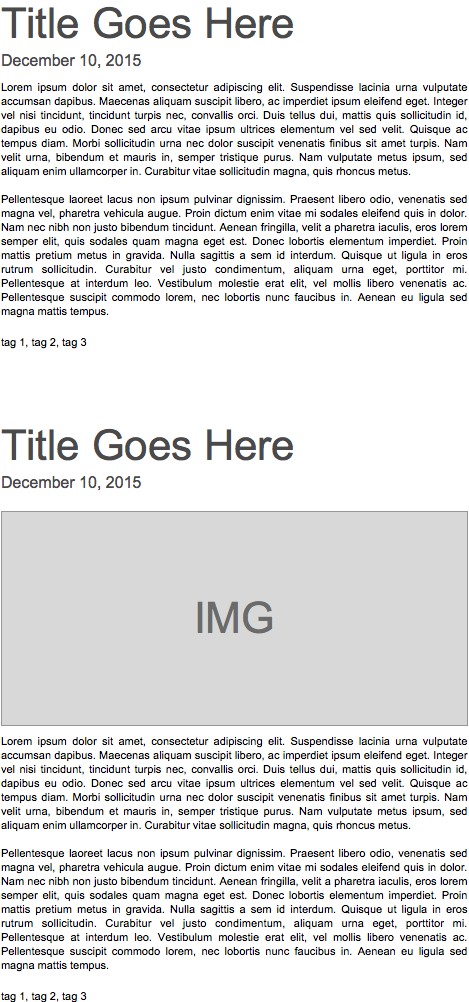 Title Goes Here
December 10, 2015
Lorem ipsum dolor sit amet, consectetur adipiscing elit. Suspendisse lacinia urna vulputate
accumsan dapibus. Maecenas aliquam suscipit libero, ac imperdiet ipsum eleifend eget. Integer
vel nisi tincidunt, tincidunt turpis nec, convallis orci. Duis tellus dui, mattis quis sollicitudin id,
dapibus eu odio. Donec sed arcu vitae ipsum ultrices elementum vel sed velit. Quisque ac
tempus diam. Morbi sollicitudin urna nec dolor suscipit venenatis finibus sit amet turpis. Nam
velit urna, bibendum et mauris in, semper tristique purus. Nam vulputate metus ipsum, sed
aliquam enim ullamcorper in. Curabitur vitae sollicitudin magna, quis rhoncus metus.
Pellentesque laoreet lacus non ipsum pulvinar dignissim. Praesent libero odio, venenatis sed
magna vel, pharetra vehicula augue. Proin dictum enim vitae mi sodales eleifend quis in dolor.
Nam nec nibh non justo bibendum tincidunt. Aenean fringilla, velit a pharetra iaculis, eros lorem
semper elit, quis sodales quam magna eget est. Donec lobortis elementum imperdiet. Proin
mattis pretium metus in gravida. Nulla sagittis a sem id interdum. Quisque ut ligula in eros
rutrum sollicitudin. Curabitur vel justo condimentum, aliquam urna eget, porttitor mi.
Pellentesque at interdum leo. Vestibulum molestie erat elit, vel mollis libero venenatis ac.
Pellentesque suscipit commodo lorem, nec lobortis nunc faucibus in. Aenean eu ligula sed
magna mattis tempus.
tag 1, tag 2, tag 3
Title Goes Here
December 10, 2015
IMG
Lorem ipsum dolor sit amet, consectetur adipiscing elit. Suspendisse lacinia urna vulputate
accumsan dapibus. Maecenas aliquam suscipit libero, ac imperdiet ipsum eleifend eget. Integer
vel nisi tincidunt, tincidunt turpis nec, convallis orci. Duis tellus dui, mattis quis sollicitudin id,
dapibus eu odio. Donec sed arcu vitae ipsum ultrices elementum vel sed velit. Quisque ac
tempus diam. Morbi sollicitudin urna nec dolor suscipit venenatis finibus sit amet turpis. Nam
velit urna, bibendum et mauris in, semper tristique purus. Nam vulputate metus ipsum, sed
aliquam enim ullamcorper in. Curabitur vitae sollicitudin magna, quis rhoncus metus.
Pellentesque laoreet lacus non ipsum pulvinar dignissim. Praesent libero odio, venenatis sed
magna vel, pharetra vehicula augue. Proin dictum enim vitae mi sodales eleifend quis in dolor.
Nam nec nibh non justo bibendum tincidunt. Aenean fringilla, velit a pharetra iaculis, eros lorem
semper elit, quis sodales quam magna eget est. Donec lobortis elementum imperdiet. Proin
mattis pretium metus in gravida. Nulla sagittis a sem id interdum. Quisque ut ligula in eros
rutrum sollicitudin. Curabitur vel justo condimentum, aliquam urna eget, porttitor mi.
Pellentesque at interdum leo. Vestibulum molestie erat elit, vel mollis libero venenatis ac.
Pellentesque suscipit commodo lorem, nec lobortis nunc faucibus in. Aenean eu ligula sed
magna mattis tempus.
tag 1, tag 2, tag 3